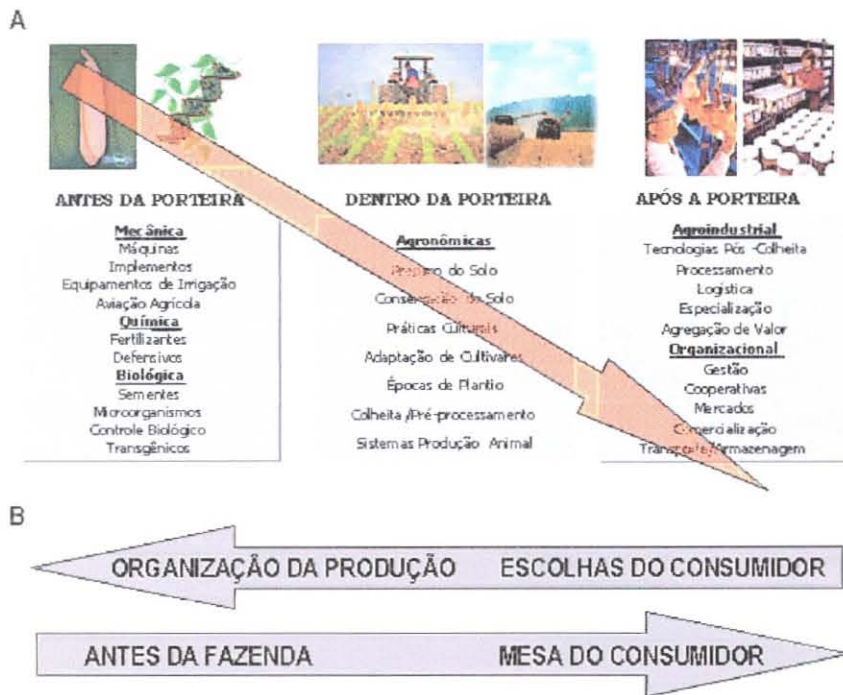 A
ANTES DA PORTEIRA
Mecânica
Máquinas
Implementos
Equipamentos de Irrigação
Aviação Agrícola
Química
Fertilizantes
Defensivos
Biológica
Sementes
Microorganismos
Controle Biológico
Transgênicos
DENTRO DA PORTEIRA
Agronômicas
Preparo do Solo
Conservação do Solo
Práticas Culturais
Adaptação de Cultivares
Épocas de Plantio
Colheita /Pré-processamento
Sistemas Produção Animal
APÓS A PORTEIRA
Agroindustrial
Tecnologias Pós -Colheita
Processamento
Logística
Especialização
Agregação de Valor
Organizacional
Gestão
Cooperativas
Mercados
Comercialização
Transporte/Armazenagem
B
ORGANIZAÇÃO DA PRODUÇÃO ESCOLHAS DO CONSUMIDOR
ANTES DA FAZENDA MESA DO CONSUMIDOR